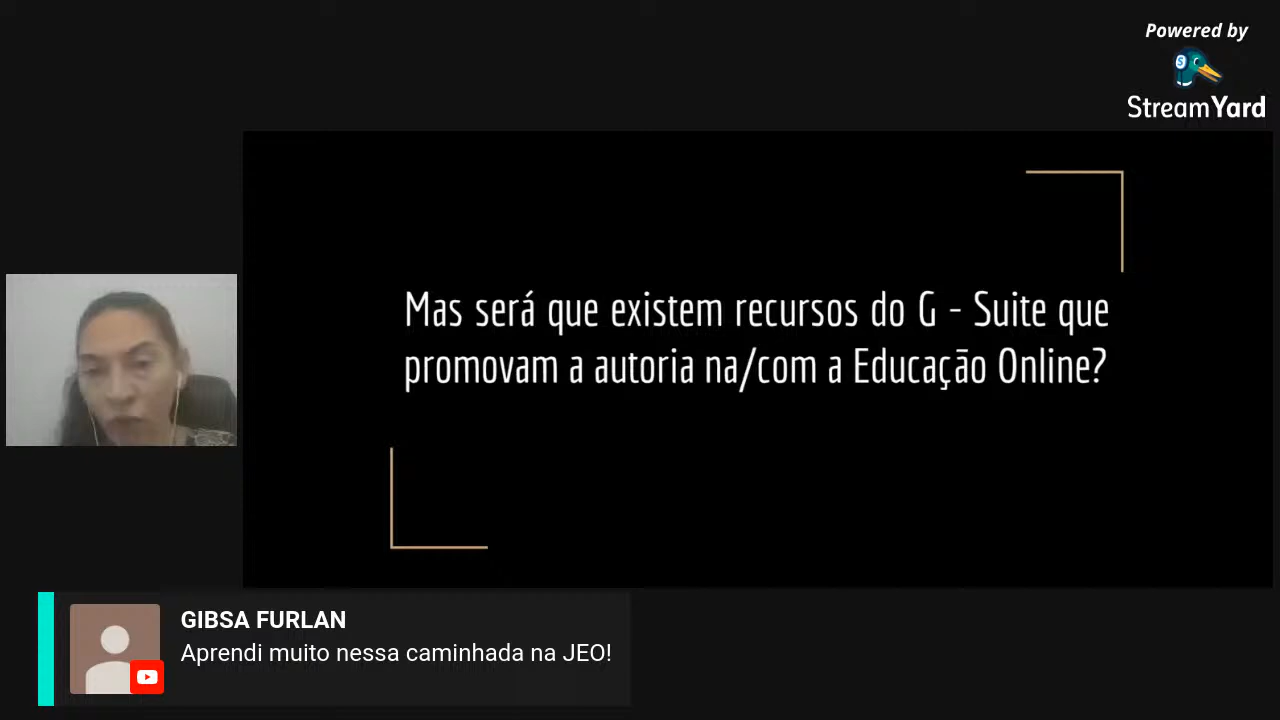 Powered by
StreamYard
Mas será que existem recursos do G - Suite que
promovam a autoria na/com a Educação Online?
GIBSA FURLAN
Aprendi muito nessa caminhada na JEO!